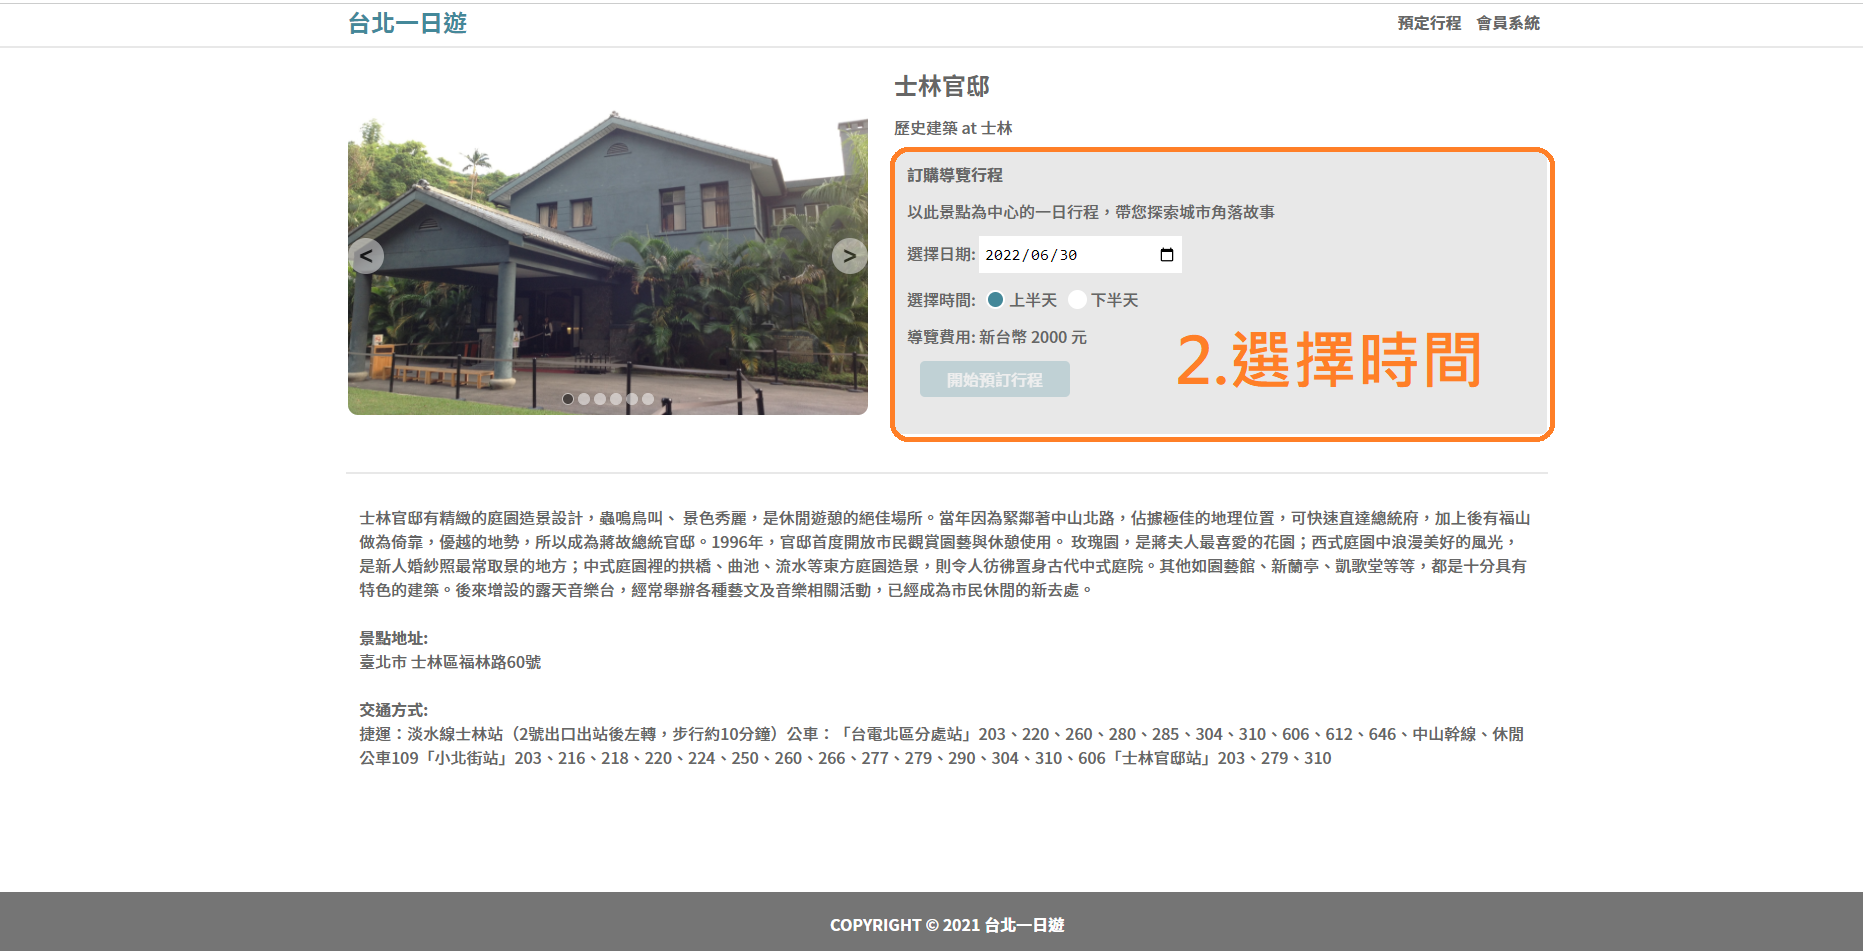 台北一日遊
預定行程 會員系統
士林官邸
歷史建築 at 士林
訂購導覽行程
以此景點為中心的一日行程，帶您探索城市角落故事
選擇日期: 2022/06/30
選擇時間: 上半天 下半天
導覽費用: 新台幣 2000 元
2.選擇時間
開始預訂行程
< >
士林官邸有精緻的庭園造景設計，蟲鳴鳥叫、 景色秀麗，是休閒遊憩的絕佳場所。當年因為緊鄰著中山北路，佔據極佳的地理位置，可快速直達總統府，加上後有福山
做為倚靠，優越的地勢，所以成為蔣故總統官邸。1996年，官邸首度開放市民觀賞園藝與休憩使用。 玫瑰園，是蔣夫人最喜愛的花園；西式庭園中浪漫美好的風光，
是新人婚紗照最常取景的地方；中式庭園裡的拱橋、曲池、流水等東方庭園造景，則令人彷彿置身古代中式庭院。其他如園藝館、新蘭亭、凱歌堂等等，都是十分具有
特色的建築。後來增設的露天音樂台，經常舉辦各種藝文及音樂相關活動，已經成為市民休閒的新去處。
景點地址:
臺北市 士林區福林路60號
交通方式:
捷運：淡水線士林站（2號出口出站後左轉，步行約10分鐘）公車：「台電北區分處站」203、220、260、280、285、304、310、606、612、646、中山幹線、休閒
公車109「小北街站」203、216、218、220、224、250、260、266、277、279、290、304、310、606「士林官邸站」203、279、310
COPYRIGHT © 2021 台北一日遊